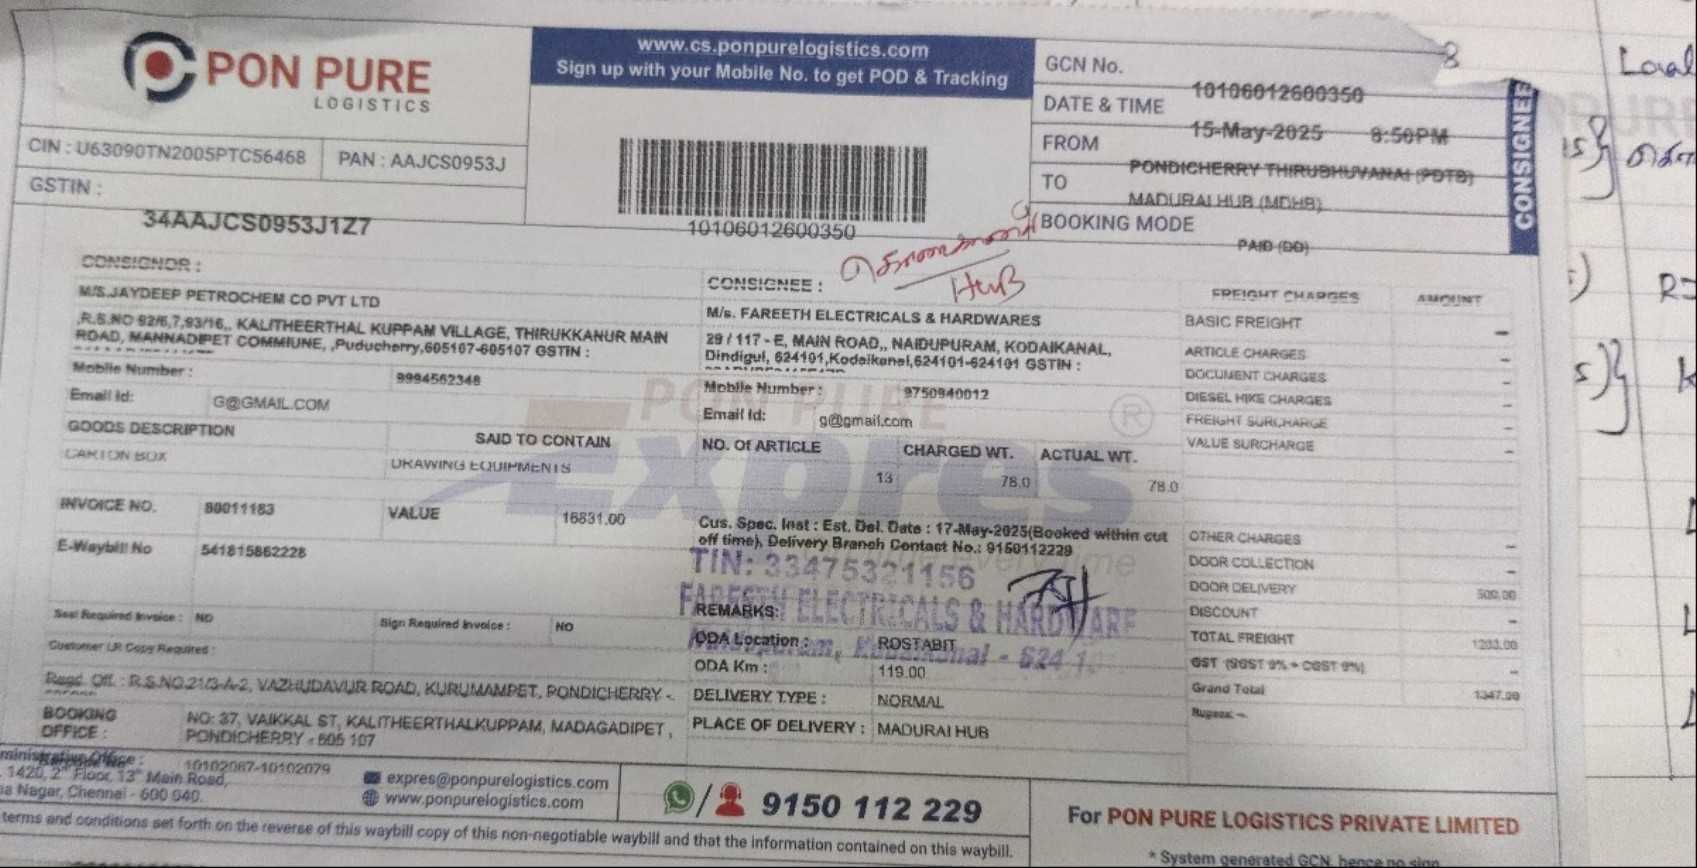 PON PURE
LOGISTICS
www.cs.ponpurelogistics.com
Sign up with your Mobile No. to get POD & Tracking
GCN No.
10106012600350
DATE & TIME
15-May-2025 8:50PM
FROM
PONDICHERRY THIRUBHUVANAI (PDTB)
TO
MADURAI HUB (MDHB)
BOOKING MODE
PAID (DD)
CONSIGNEE
CIN : U63090TN2005PTC56468
PAN : AAJCS0953J
GSTIN :
34AAJCS0953J1Z7
10106012600350
HUB
CONSIGNOR :
M/S.JAYDEEP PETROCHEM CO PVT LTD
,R.S.NO 92/6,7,93/16,, KALITHEERTHAL KUPPAM VILLAGE, THIRUKKANUR MAIN
ROAD, MANNADIPET COMMIUNE, ,Puducherry,605107-605107 GSTIN :
Mobile Number : 9994562348
Email Id: G@GMAIL.COM
CONSIGNEE :
M/s. FAREETH ELECTRICALS & HARDWARES
29 / 117 - E, MAIN ROAD,, NAIDUPURAM, KODAIKANAL,
Dindigul, 624101,Kodaikanal,624101-624101 GSTIN :
Mobile Number : 9750940012
Email Id: g@gmail.com
GOODS DESCRIPTION
SAID TO CONTAIN
CARTON BOX
DRAWING EQUIPMENTS
NO. Of ARTICLE CHARGED WT. ACTUAL WT.
13 78.0 78.0
PON PURE
Expres
®
INVOICE NO. 80011183 VALUE 16831.00
E-Waybill No 541815862228
Cus. Spec. Inst : Est. Del. Date : 17-May-2025(Booked within cut
off time), Delivery Branch Contact No.: 9150112229
TIN: 33475321156
FAREETH ELECTRICALS & HARDWARE
Naidupuram, Kodaikanal - 624 1
REMARKS:
ODA Location : ROSTABIT
ODA Km : 119.00
DELIVERY TYPE : NORMAL
PLACE OF DELIVERY : MADURAI HUB
Seal Required Invoice : NO Sign Required Invoice : NO
Customer LR Copy Required :
Regd. Off. : R.S.NO.21/3-A-2, VAZHUDAVUR ROAD, KURUMAMPET, PONDICHERRY -
BOOKING
OFFICE :
NO: 37, VAIKKAL ST, KALITHEERTHALKUPPAM, MADAGADIPET ,
PONDICHERRY - 605 107
10102087-10102079
FREIGHT CHARGES AMOUNT
BASIC FREIGHT –
ARTICLE CHARGES –
DOCUMENT CHARGES –
DIESEL HIKE CHARGES –
FREIGHT SURCHARGE –
VALUE SURCHARGE –
OTHER CHARGES –
DOOR COLLECTION –
DOOR DELIVERY 500.00
DISCOUNT –
TOTAL FREIGHT
GST (SGST 9% + CGST 9%) –
Grand Total 1347.00
Rupees: –
ministrative Office :
1420, 2nd Floor, 13th Main Road,
a Nagar, Chennai - 600 040.
expres@ponpurelogistics.com
www.ponpurelogistics.com
9150 112 229
For PON PURE LOGISTICS PRIVATE LIMITED
terms and conditions set forth on the reverse of this waybill copy of this non-negotiable waybill and that the information contained on this waybill.
* System generated GCN, hence no sign
Local